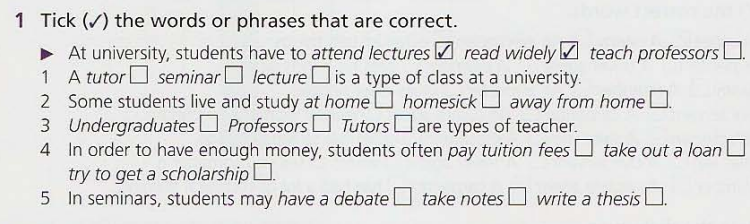 1 Tick (✓) the words or phrases that are correct.
▶ At university, students have to attend lectures ☑ read widely ☑ teach professors ☐.
1 A tutor ☐ seminar ☐ lecture ☐ is a type of class at a university.
2 Some students live and study at home ☐ homesick ☐ away from home ☐.
3 Undergraduates ☐ Professors ☐ Tutors ☐ are types of teacher.
4 In order to have enough money, students often pay tuition fees ☐ take out a loan ☐
try to get a scholarship ☐.
5 In seminars, students may have a debate ☐ take notes ☐ write a thesis ☐.